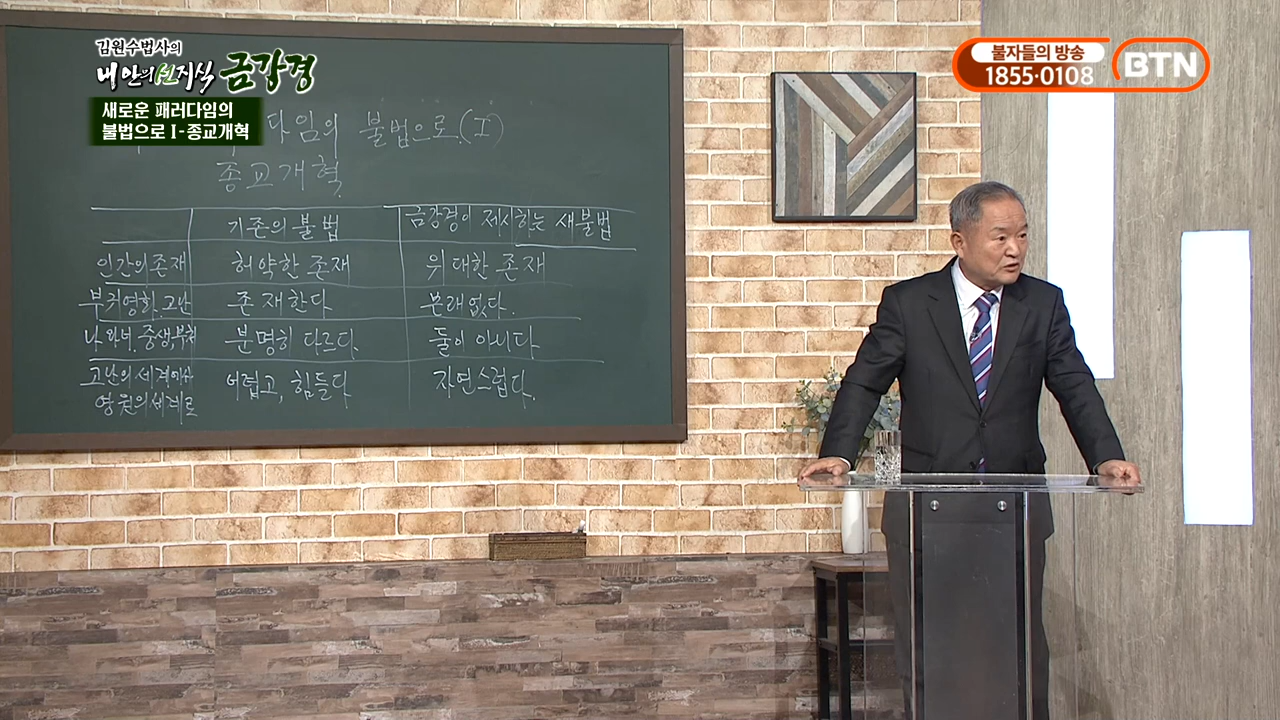 김원수법사의
내 안의 선지식 금강경
새로운 패러다임의
불법으로 I - 종교개혁
불자들의 방송
1855·0108
BTN
다임의 불법으로.(I)
종교개혁
기존의 불법 금강경이 제시하는 새불법
인간의 존재 허약한 존재 위대한 존재
부귀영화, 고난 존재한다 본래없다.
나와너, 중생,부처 분명히 다르다. 둘이 아니다
고난의 세계에서 어렵고, 힘들다 자연스럽다.
영원의 세계로